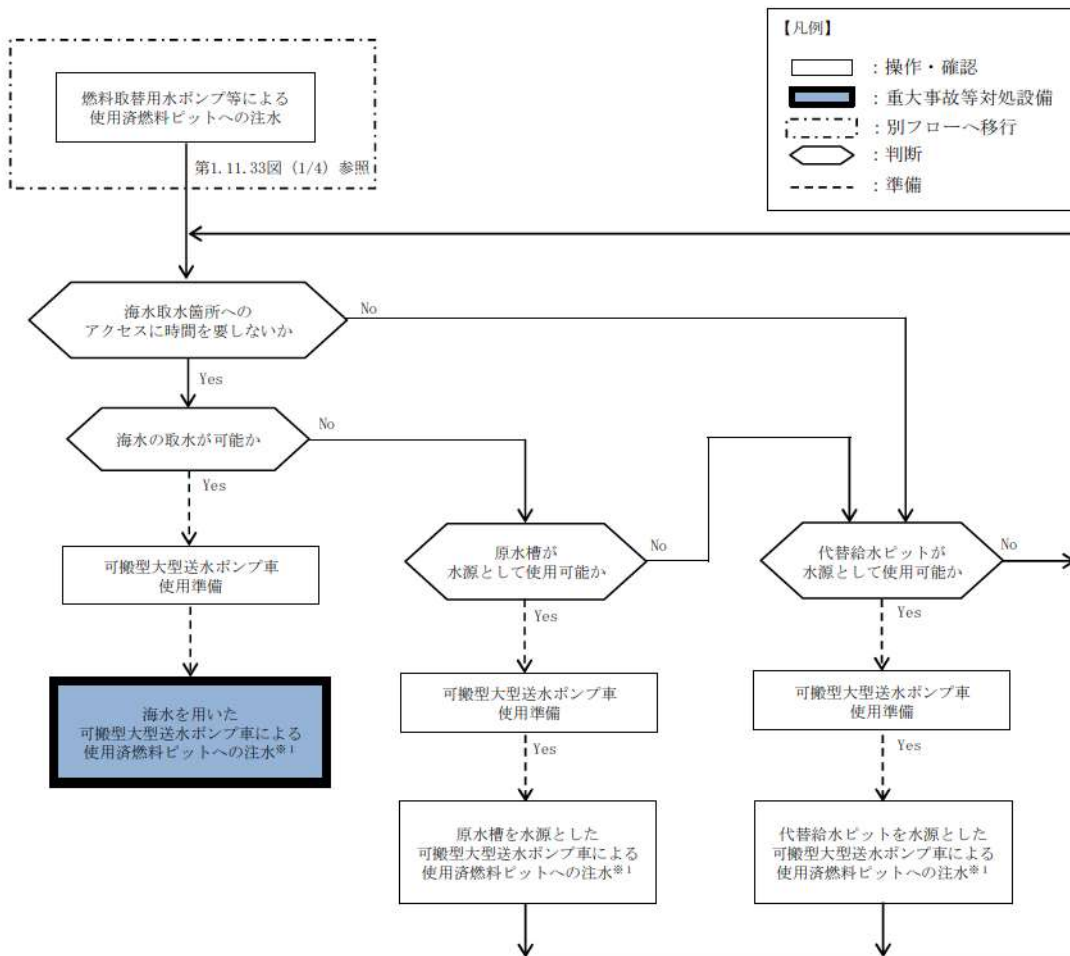 【凡例】
：操作・確認
：重大事故等対処設備
：別フローへ移行
：判断
：準備
燃料取替用水ポンプ等による
使用済燃料ピットへの注水
第1.11.33図 (1/4) 参照
海水取水箇所への
アクセスに時間を要しないか
No
Yes
海水の取水が可能か
No
Yes
原水槽が
水源として使用可能か
No
Yes
代替給水ピットが
水源として使用可能か
No
Yes
可搬型大型送水ポンプ車
使用準備
可搬型大型送水ポンプ車
使用準備
Yes
可搬型大型送水ポンプ車
使用準備
Yes
海水を用いた
可搬型大型送水ポンプ車による
使用済燃料ピットへの注水※1
原水槽を水源とした
可搬型大型送水ポンプ車による
使用済燃料ピットへの注水※1
代替給水ピットを水源とした
可搬型大型送水ポンプ車による
使用済燃料ピットへの注水※1